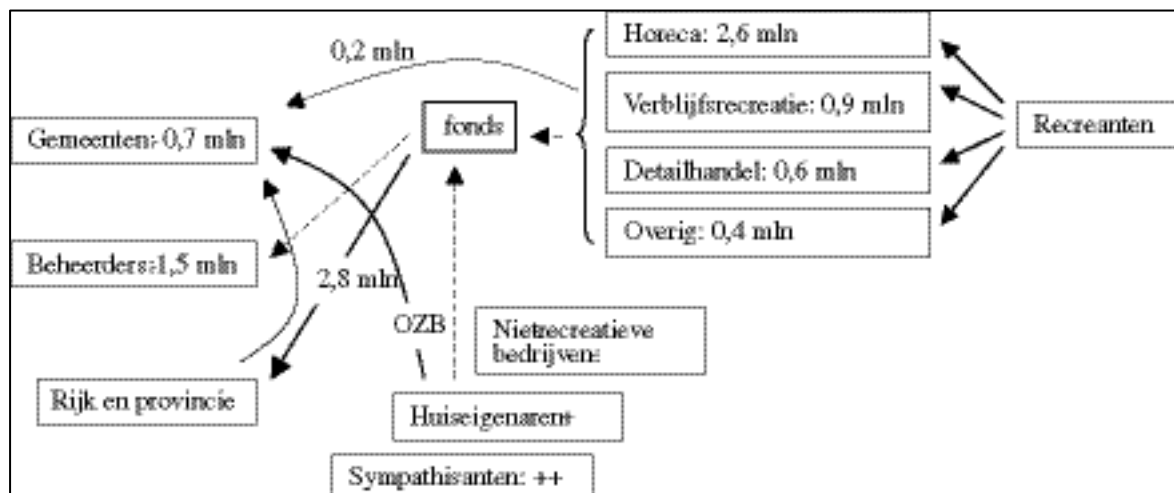 Horeca: 2,6 mln
0,2 mln
Verblijfsrecreatie: 0,9 mln
fonds
Recreanten
Gemeenten: 0,7 mln
Detailhandel: 0,6 mln
Overig: 0,4 mln
Beheerders: 1,5 mln
2,8 mln
OZB
Nietrecreatieve
bedrijven:
Rijk en provincie
Huiseigenaren+
Sympathisanten: ++